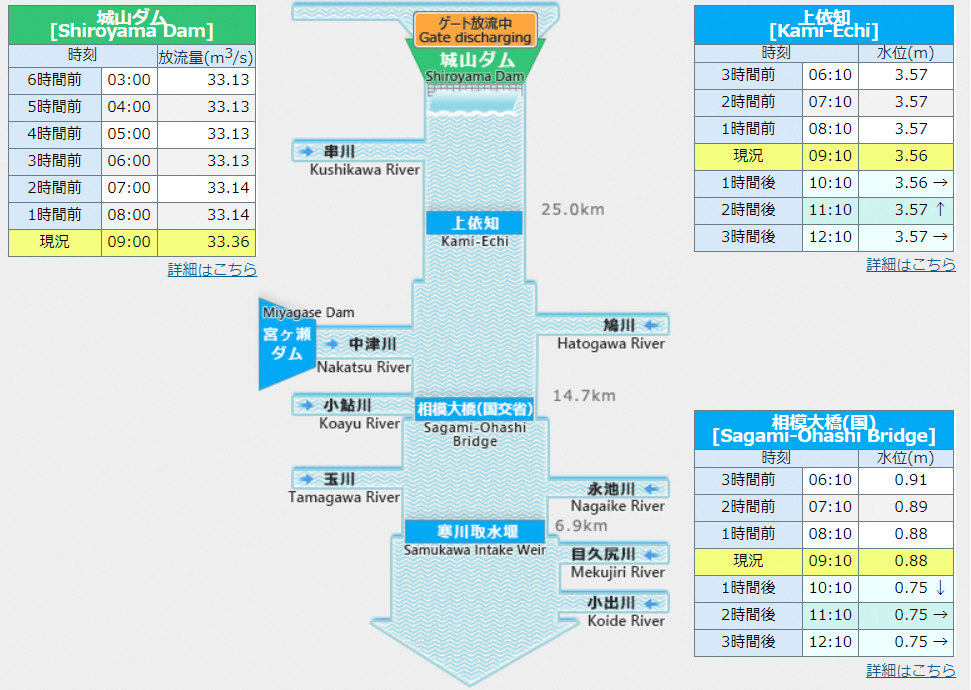 城山ダム
[Shiroyama Dam]
時刻 放流量(m3/s)
6時間前 03:00 33.13
5時間前 04:00 33.13
4時間前 05:00 33.13
3時間前 06:00 33.13
2時間前 07:00 33.14
1時間前 08:00 33.14
現況 09:00 33.36
詳細はこちら
ゲート放流中
Gate discharging
城山ダム
Shiroyama Dam
串川
Kushikawa River
25.0km
上依知
Kami-Echi
Miyagase Dam
宮ヶ瀬
ダム
中津川
Nakatsu River
鳩川
Hatogawa River
14.7km
小鮎川
Koayu River
相模大橋(国交省)
Sagami-Ohashi
Bridge
玉川
Tamagawa River
永池川
Nagaike River
6.9km
寒川取水堰
Samukawa Intake Weir
目久尻川
Mekujiri River
小出川
Koide River
上依知
[Kami-Echi]
時刻 水位(m)
3時間前 06:10 3.57
2時間前 07:10 3.57
1時間前 08:10 3.57
現況 09:10 3.56
1時間後 10:10 3.56 →
2時間後 11:10 3.57 ↑
3時間後 12:10 3.57 →
詳細はこちら
相模大橋(国)
[Sagami-Ohashi Bridge]
時刻 水位(m)
3時間前 06:10 0.91
2時間前 07:10 0.89
1時間前 08:10 0.88
現況 09:10 0.88
1時間後 10:10 0.75 ↓
2時間後 11:10 0.75 →
3時間後 12:10 0.75 →
詳細はこちら